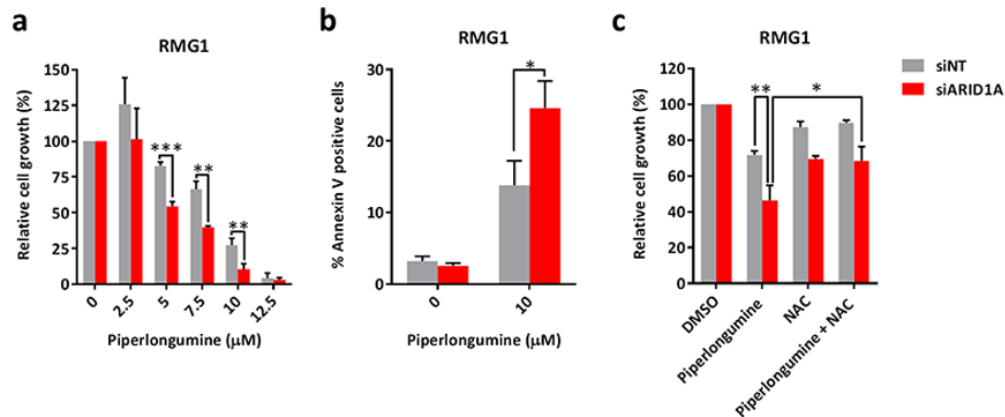 a
RMG1
Relative cell growth (%)
150
125
100
75
50
25
0
***
**
**
0
2.5
5
7.5
10
12.5
Piperlongumine (µM)
b
RMG1
% Annexin V positive cells
30
20
10
0
*
0
10
Piperlongumine (µM)
c
RMG1
Relative cell growth (%)
120
100
80
60
40
20
0
**
*
DMSO
Piperlongumine
NAC
Piperlongumine + NAC
siNT
siARID1A